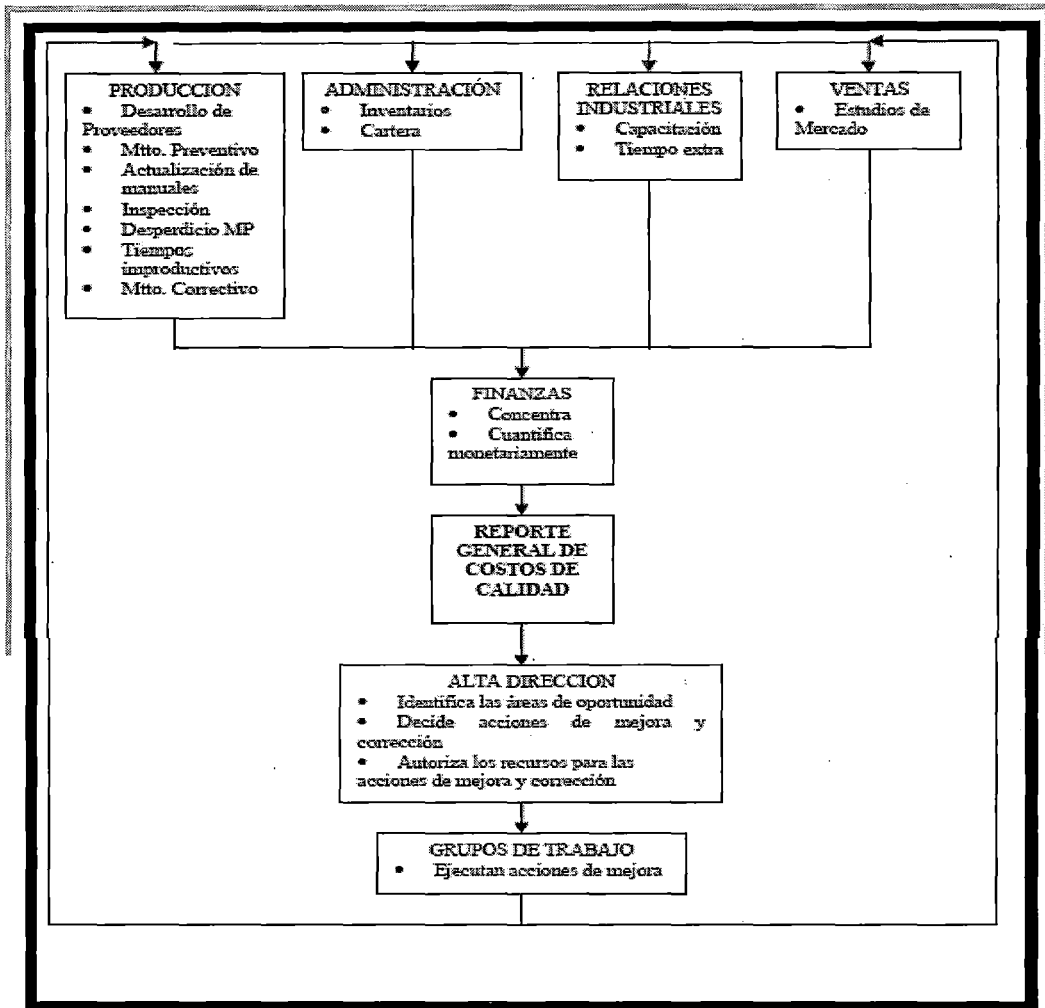 PRODUCCION
• Desarrollo de
Proveedores
• Mtto. Preventivo
• Actualización de
manuales
• Inspección
• Desperdicio MP
• Tiempos
improductivos
• Mtto. Correctivo
ADMINISTRACIÓN
• Inventarios
• Cartera
RELACIONES
INDUSTRIALES
• Capacitación
• Tiempo extra
VENTAS
• Estudios de
Mercado
FINANZAS
• Concentra
• Cuantifica
monetariamente
REPORTE
GENERAL DE
COSTOS DE
CALIDAD
ALTA DIRECCION
• Identifica las áreas de oportunidad
• Decide acciones de mejora y
corrección
• Autoriza los recursos para las
acciones de mejora y corrección
GRUPOS DE TRABAJO
• Ejecutan acciones de mejora